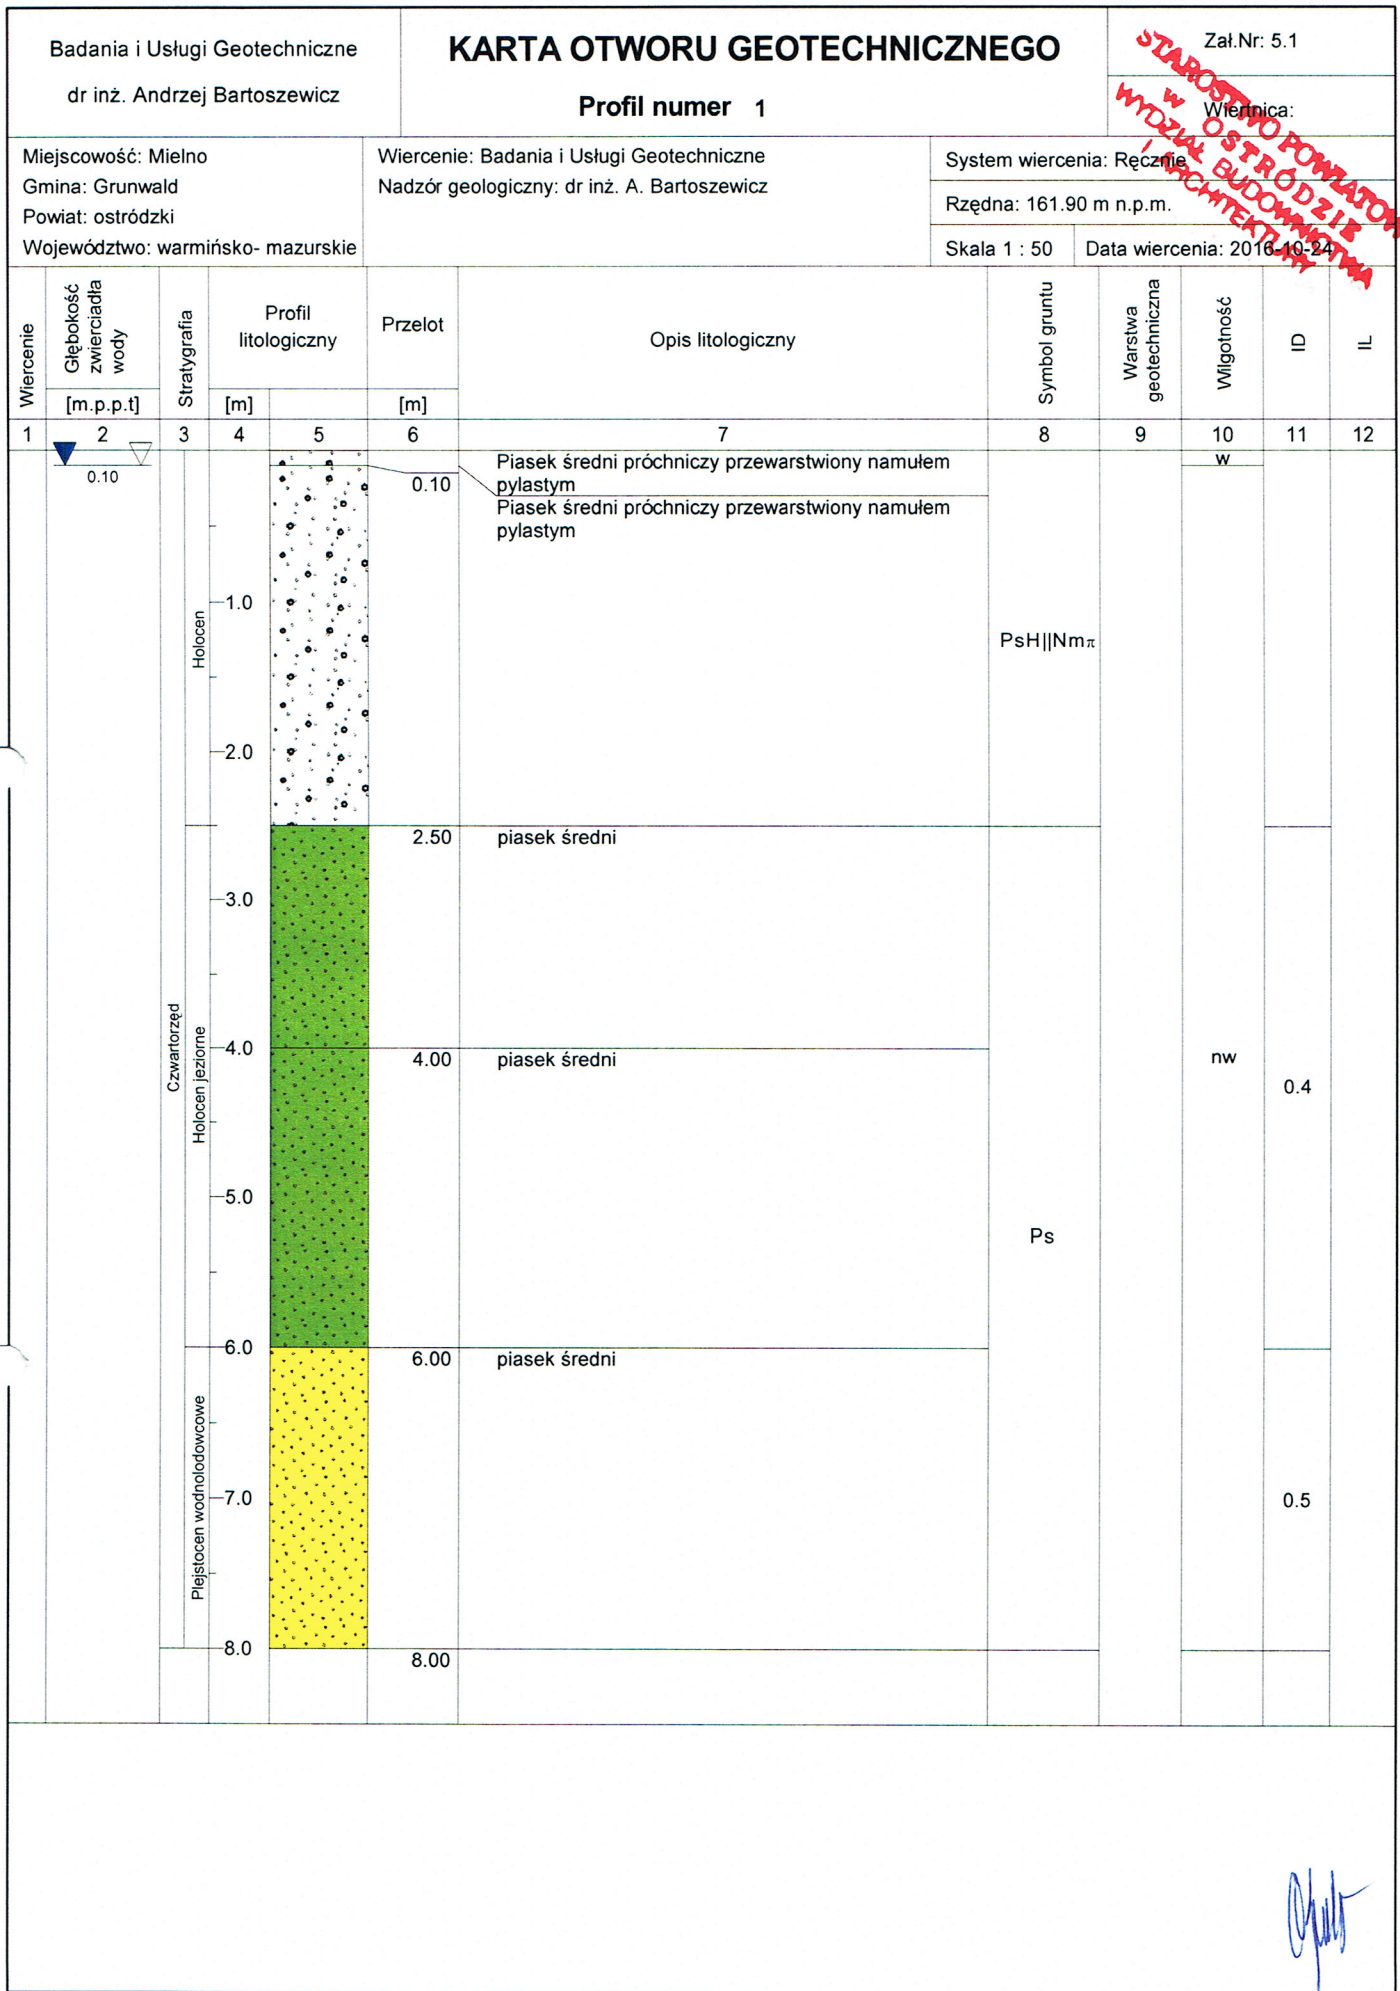 Badania i Usługi Geotechniczne
dr inż. Andrzej Bartoszewicz
KARTA OTWORU GEOTECHNICZNEGO
Profil numer 1
Zał.Nr: 5.1
Wiertnica:
STAROSTWO POWIATOW
W OSTRÓDZIE
WYDZIAŁ BUDOWNICTWA
I ARCHITEKTURY
Miejscowość: Mielno
Gmina: Grunwald
Powiat: ostródzki
Województwo: warmińsko- mazurskie
Wiercenie: Badania i Usługi Geotechniczne
Nadzór geologiczny: dr inż. A. Bartoszewicz
System wiercenia: Ręcznie
Rzędna: 161.90 m n.p.m.
Skala 1 : 50
Data wiercenia: 2016-10-24
Wiercenie
Głębokość zwierciadła wody
[m.p.p.t]
Stratygrafia
Profil litologiczny
[m]
Przelot
[m]
Opis litologiczny
Symbol gruntu
Warstwa geotechniczna
Wilgotność
ID
IL
1 2 3 4 5 6 7 8 9 10 11 12
0.10
0.10
Piasek średni próchniczy przewarstwiony namułem
pylastym
Piasek średni próchniczy przewarstwiony namułem
pylastym
w
1.0
Holocen
PsH||Nmπ
2.0
2.50 piasek średni
3.0
Czwartorzęd
Holocen jeziorne
4.0
4.00 piasek średni
nw
0.4
5.0
Ps
6.0
6.00 piasek średni
Plejstocen wodnolodowcowe
7.0
0.5
8.0
8.00